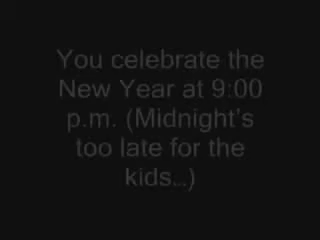 You celebrate the
New Year at 9:00
p.m. (Midnight's
too late for the
kids…)